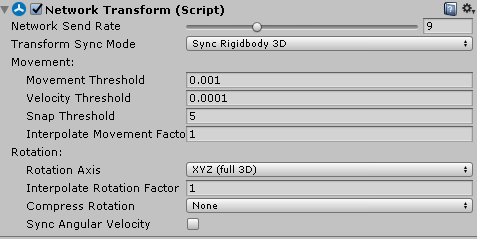 Network Transform (Script)
Network Send Rate 9
Transform Sync Mode Sync Rigidbody 3D
Movement:
Movement Threshold 0.001
Velocity Threshold 0.0001
Snap Threshold 5
Interpolate Movement Facto 1
Rotation:
Rotation Axis XYZ (full 3D)
Interpolate Rotation Factor 1
Compress Rotation None
Sync Angular Velocity